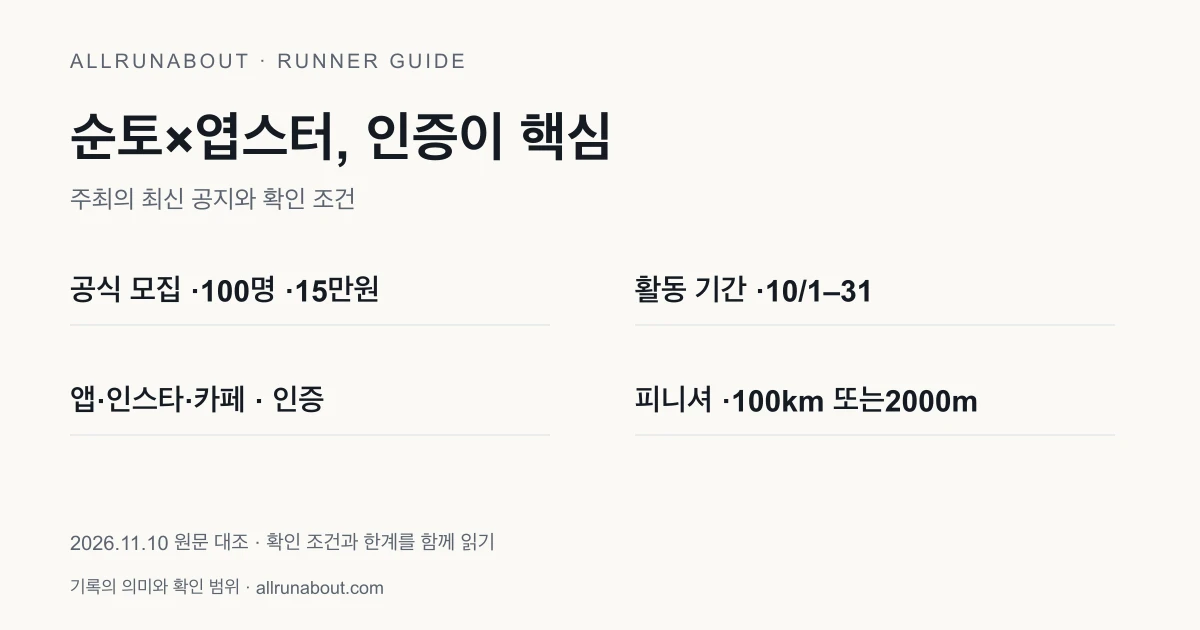 ALLRUNABOUT · RUNNER GUIDE
순토×엽스터, 인증이 핵심
주최의 최신 공지와 확인 조건
공식 모집 ·100명 ·15만원
활동 기간 ·10/1–31
앱·인스타·카페 · 인증
피니셔 ·100km 또는2000m
2026.11.10 원문 대조 · 확인 조건과 한계를 함께 읽기
기록의 의미와 확인 범위 · allrunabout.com